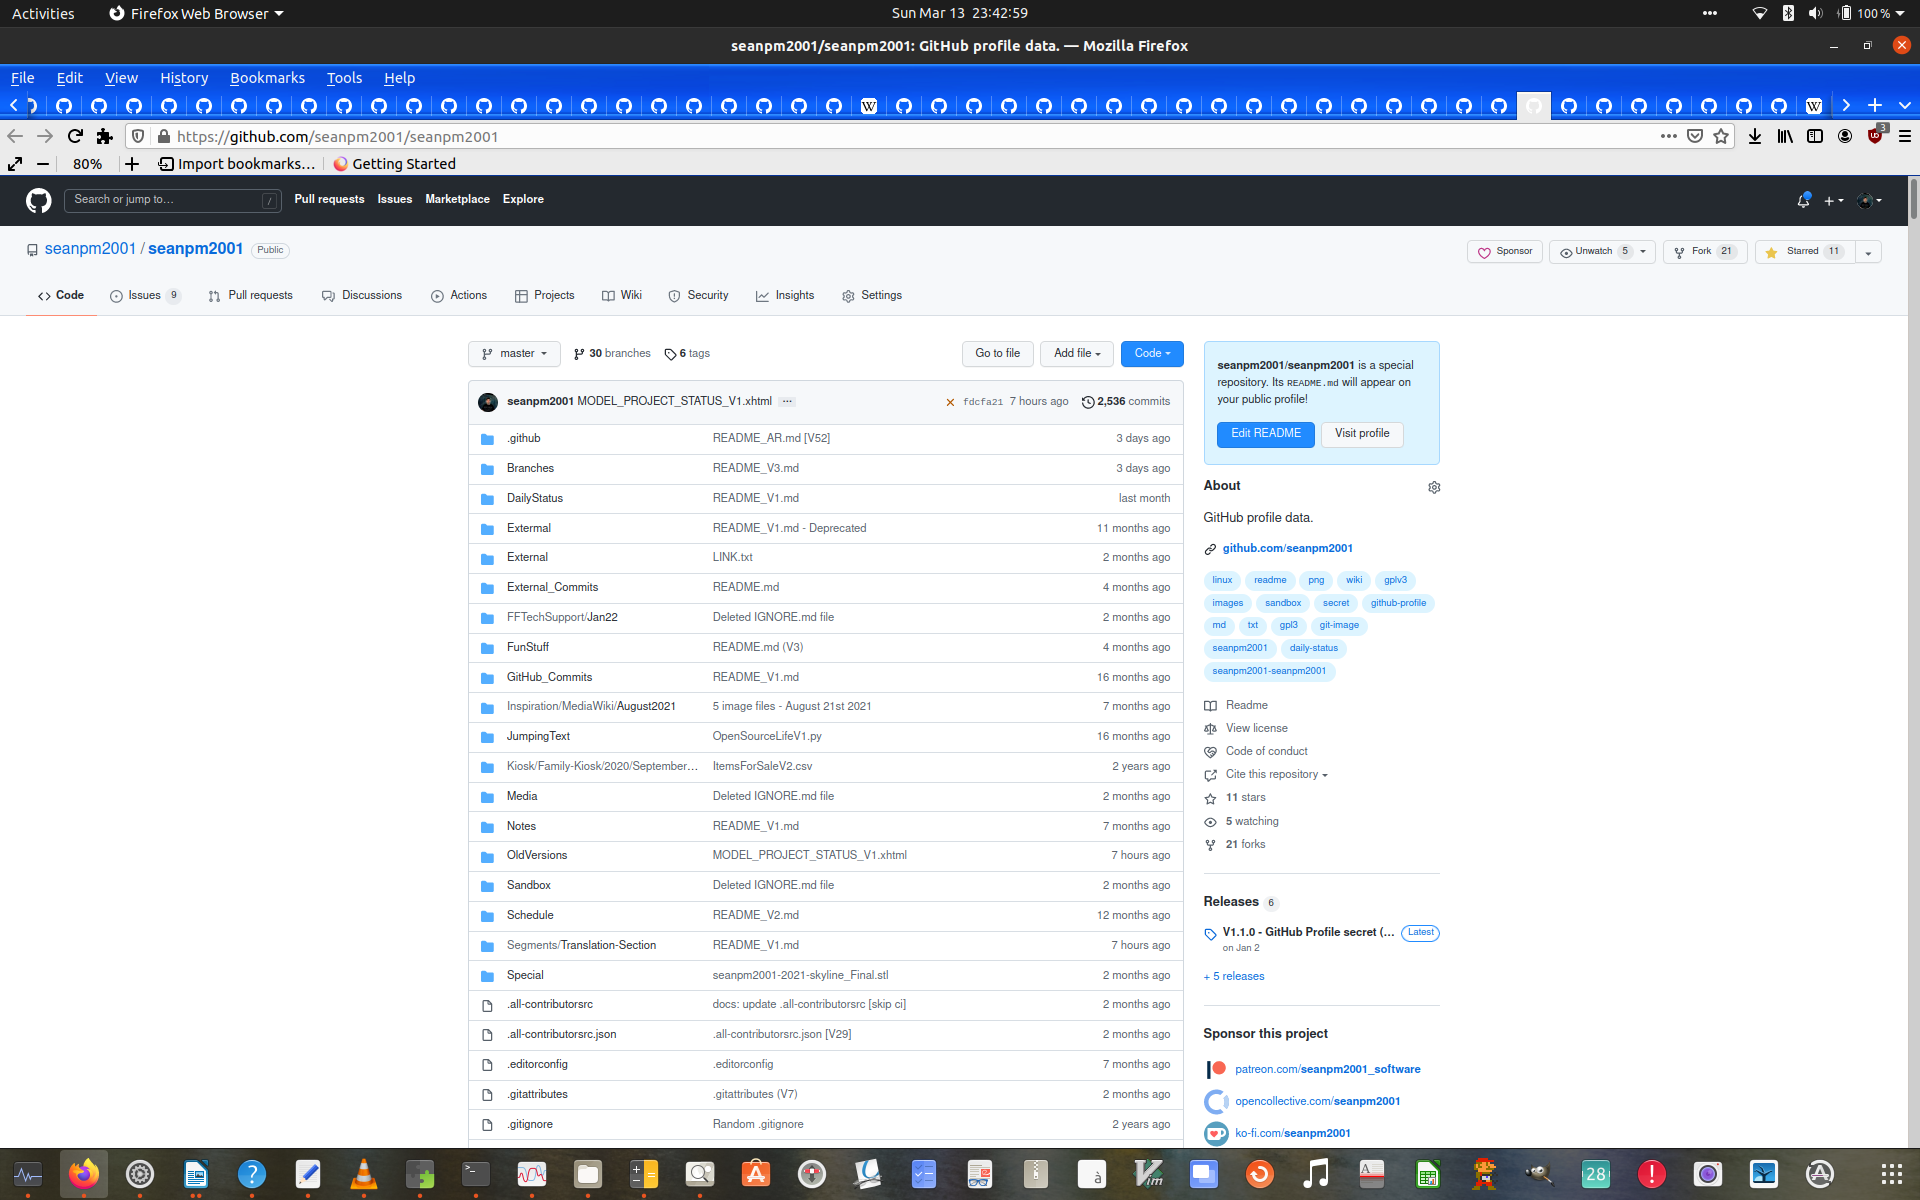 Activities
Firefox Web Browser
Sun Mar 13 23:42:59
100 %
seanpm2001/seanpm2001: GitHub profile data. — Mozilla Firefox
File Edit View History Bookmarks Tools Help
https://github.com/seanpm2001/seanpm2001
3
80%
Import bookmarks...
Getting Started
Search or jump to...
/
Pull requests Issues Marketplace Explore
seanpm2001 / seanpm2001 Public
Sponsor
Unwatch 5
Fork 21
Starred 11
Code
Issues 9
Pull requests
Discussions
Actions
Projects
Wiki
Security
Insights
Settings
master
30 branches
6 tags
Go to file
Add file
Code
seanpm2001 MODEL_PROJECT_STATUS_V1.xhtml ... fdcfa21 7 hours ago 2,536 commits
.github README_AR.md [V52] 3 days ago
Branches README_V3.md 3 days ago
DailyStatus README_V1.md last month
Extermal README_V1.md - Deprecated 11 months ago
External LINK.txt 2 months ago
External_Commits README.md 4 months ago
FFTechSupport/Jan22 Deleted IGNORE.md file 2 months ago
FunStuff README.md (V3) 4 months ago
GitHub_Commits README_V1.md 16 months ago
Inspiration/MediaWiki/August2021 5 image files - August 21st 2021 7 months ago
JumpingText OpenSourceLifeV1.py 16 months ago
Kiosk/Family-Kiosk/2020/September... ItemsForSaleV2.csv 2 years ago
Media Deleted IGNORE.md file 2 months ago
Notes README_V1.md 7 months ago
OldVersions MODEL_PROJECT_STATUS_V1.xhtml 7 hours ago
Sandbox Deleted IGNORE.md file 2 months ago
Schedule README_V2.md 12 months ago
Segments/Translation-Section README_V1.md 7 hours ago
Special seanpm2001-2021-skyline_Final.stl 2 months ago
.all-contributorsrc docs: update .all-contributorsrc [skip ci] 2 months ago
.all-contributorsrc.json .all-contributorsrc.json [V29] 2 months ago
.editorconfig .editorconfig 7 months ago
.gitattributes .gitattributes (V7) 2 months ago
.gitignore Random .gitignore 2 years ago
seanpm2001/seanpm2001 is a special
repository. Its README.md will appear on
your public profile!
Edit README
Visit profile
About
GitHub profile data.
github.com/seanpm2001
linux readme png wiki gplv3
images sandbox secret github-profile
md txt gpl3 git-image
seanpm2001 daily-status
seanpm2001-seanpm2001
Readme
View license
Code of conduct
Cite this repository
11 stars
5 watching
21 forks
Releases 6
V1.1.0 - GitHub Profile secret (... Latest
on Jan 2
+ 5 releases
Sponsor this project
patreon.com/seanpm2001_software
opencollective.com/seanpm2001
ko-fi.com/seanpm2001
28